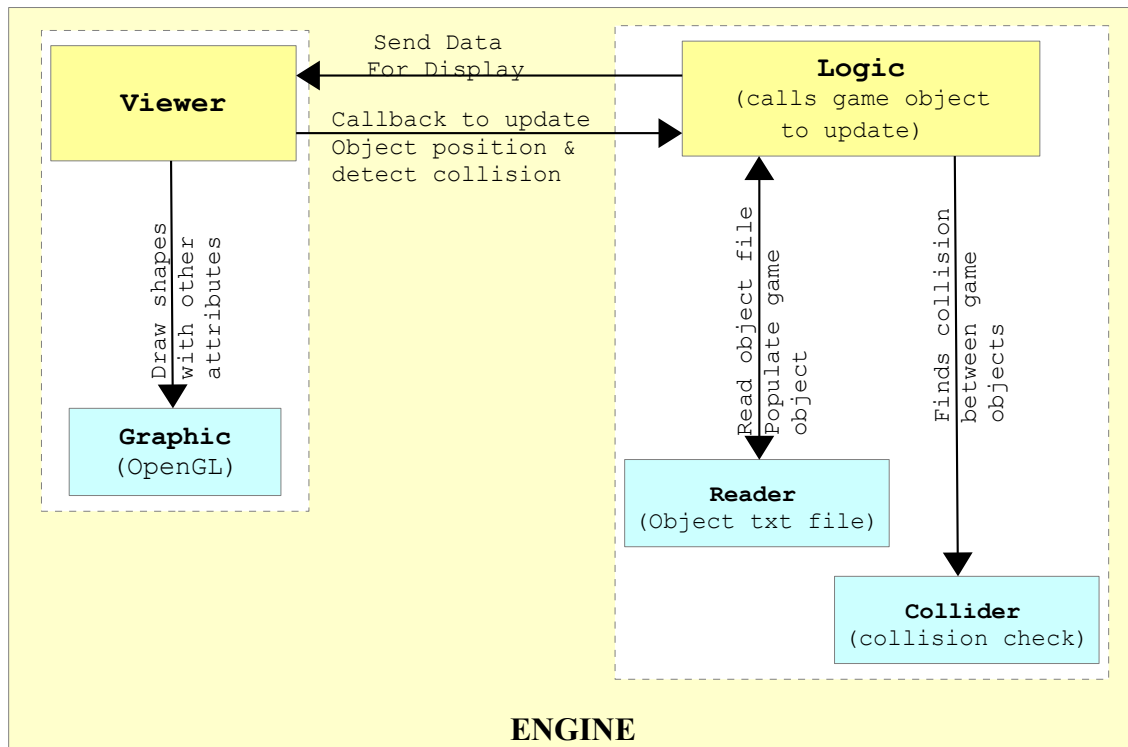 Send Data
For Display
Viewer
Logic
(calls game object
to update)
Callback to update
Object position &
detect collision
Draw shapes
with other
attributes
Read object file
Populate game
object
Finds collision
between game
objects
Graphic
(OpenGL)
Reader
(Object txt file)
Collider
(collision check)
ENGINE